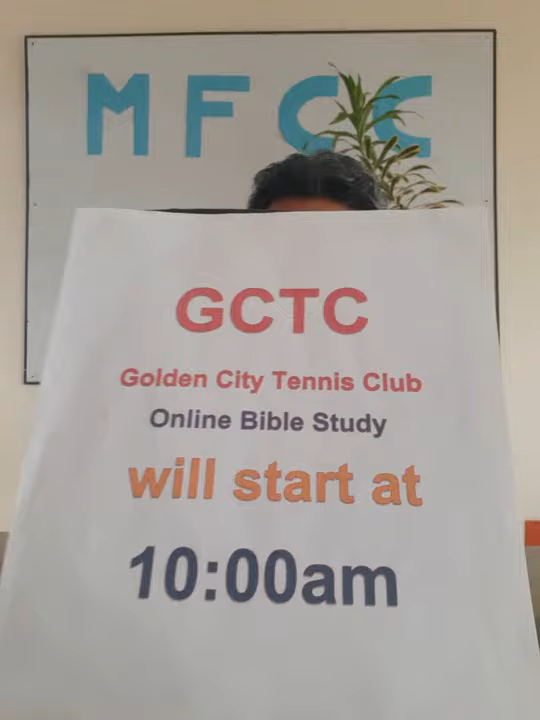 MFCC
GCTC
Golden City Tennis Club
Online Bible Study
will start at
10:00am